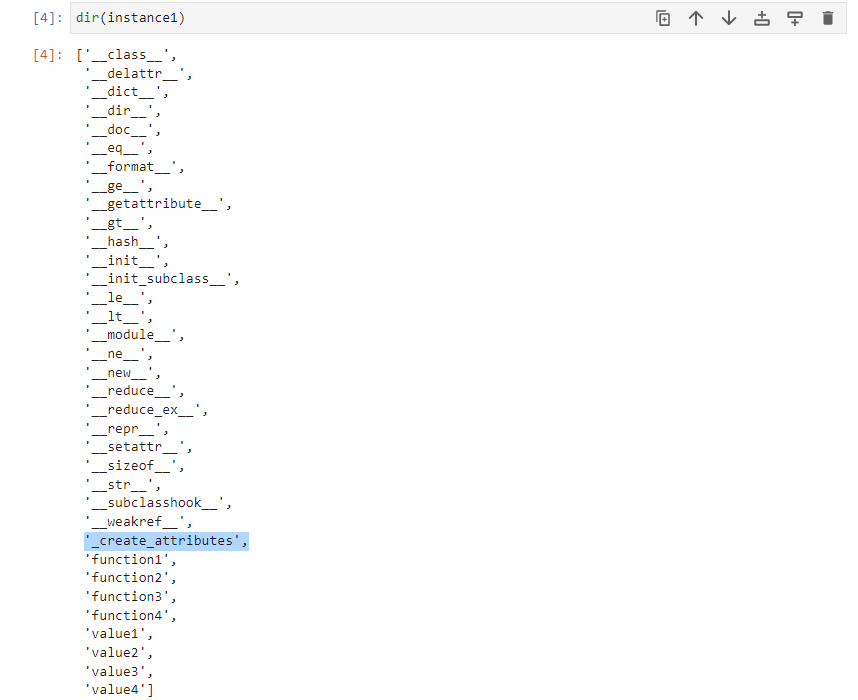 [4]: dir(instance1)
[4]: ['__class__',
'__delattr__',
'__dict__',
'__dir__',
'__doc__',
'__eq__',
'__format__',
'__ge__',
'__getattribute__',
'__gt__',
'__hash__',
'__init__',
'__init_subclass__',
'__le__',
'__lt__',
'__module__',
'__ne__',
'__new__',
'__reduce__',
'__reduce_ex__',
'__repr__',
'__setattr__',
'__sizeof__',
'__str__',
'__subclasshook__',
'__weakref__',
'_create_attributes',
'function1',
'function2',
'function3',
'function4',
'value1',
'value2',
'value3',
'value4']